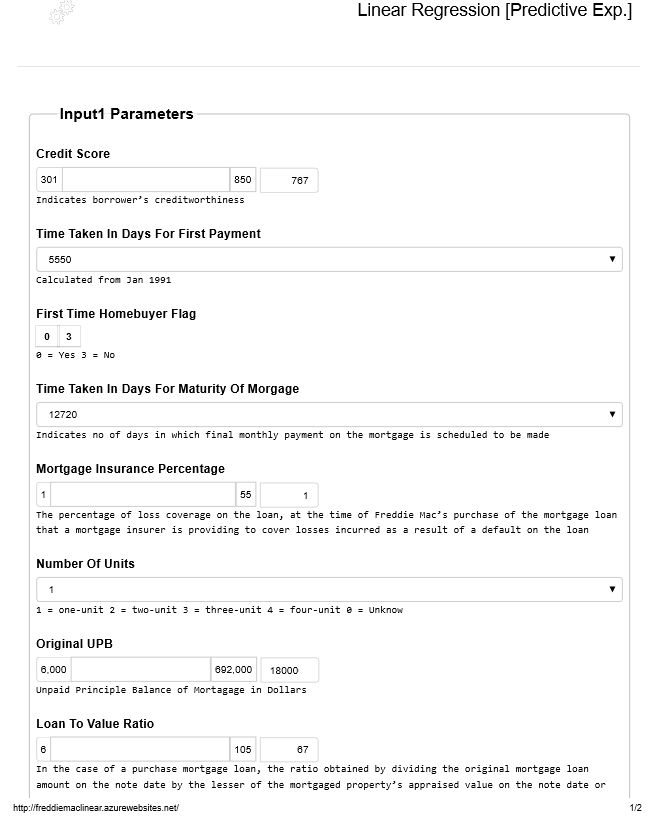 Linear Regression [Predictive Exp.]
Input1 Parameters
Credit Score
301 850 767
Indicates borrower's creditworthiness
Time Taken In Days For First Payment
5550
Calculated from Jan 1991
First Time Homebuyer Flag
0 3
0 = Yes 3 = No
Time Taken In Days For Maturity Of Morgage
12720
Indicates no of days in which final monthly payment on the mortgage is scheduled to be made
Mortgage Insurance Percentage
1 55 1
The percentage of loss coverage on the loan, at the time of Freddie Mac's purchase of the mortgage loan
that a mortgage insurer is providing to cover losses incurred as a result of a default on the loan
Number Of Units
1
1 = one-unit 2 = two-unit 3 = three-unit 4 = four-unit 0 = Unknow
Original UPB
6,000 692,000 18000
Unpaid Principle Balance of Mortagage in Dollars
Loan To Value Ratio
6 105 67
In the case of a purchase mortgage loan, the ratio obtained by dividing the original mortgage loan
amount on the note date by the lesser of the mortgaged property's appraised value on the note date or
http://freddiemaclinear.azurewebsites.net/ 1/2